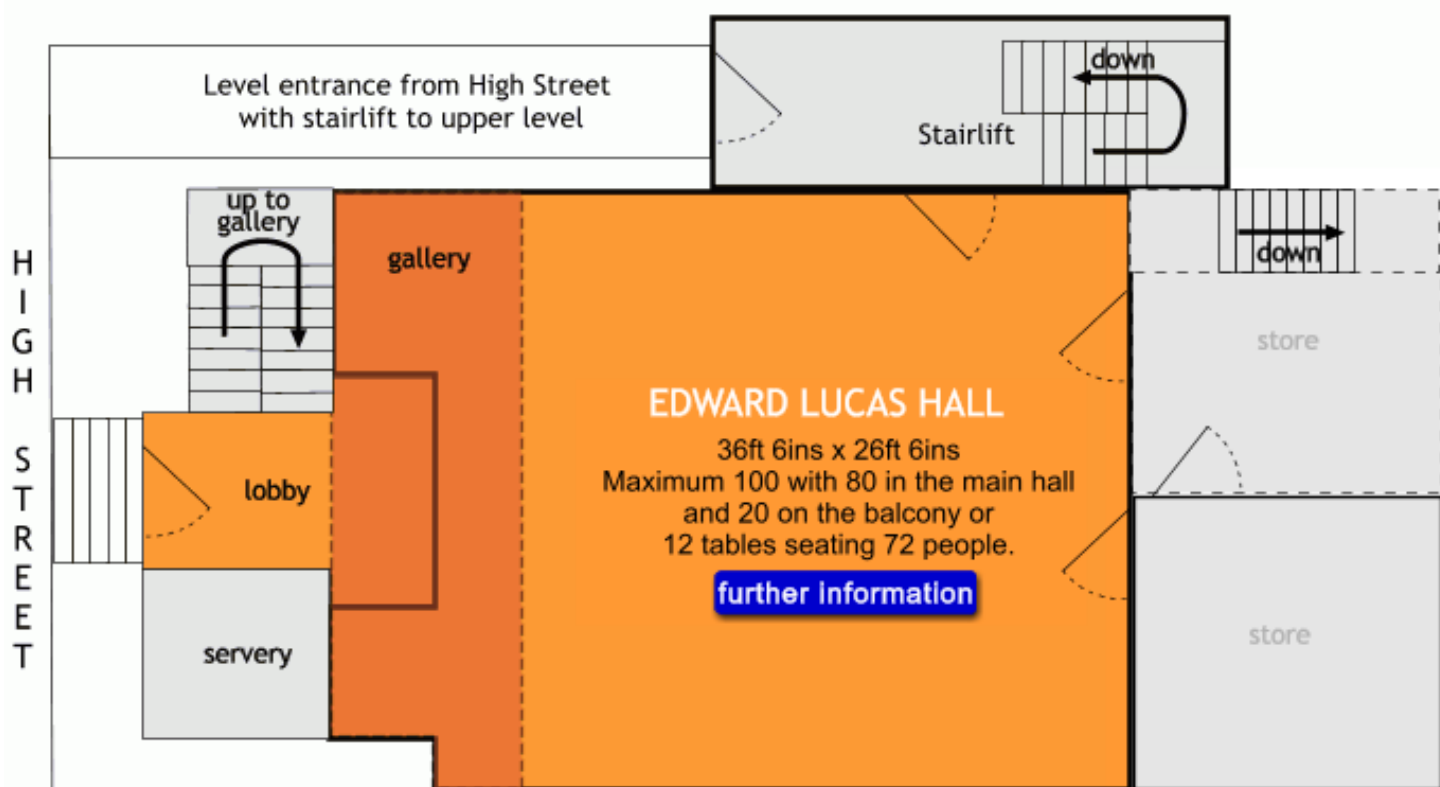 Level entrance from High Street
with stairlift to upper level
down
Stairlift
up to
gallery
gallery
down
HIGH STREET
store
EDWARD LUCAS HALL
36ft 6ins x 26ft 6ins
Maximum 100 with 80 in the main hall
and 20 on the balcony or
12 tables seating 72 people.
further information
lobby
servery
store